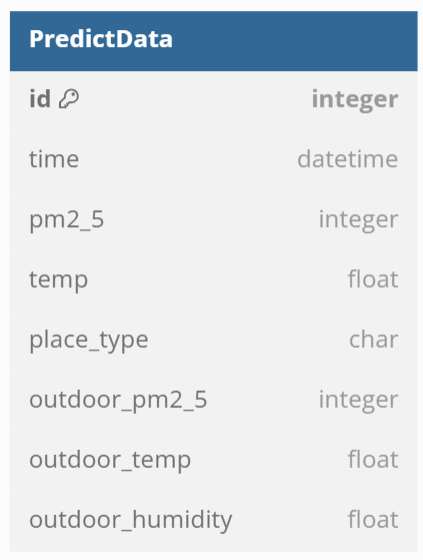 PredictData
id integer
time datetime
pm2_5 integer
temp float
place_type char
outdoor_pm2_5 integer
outdoor_temp float
outdoor_humidity float